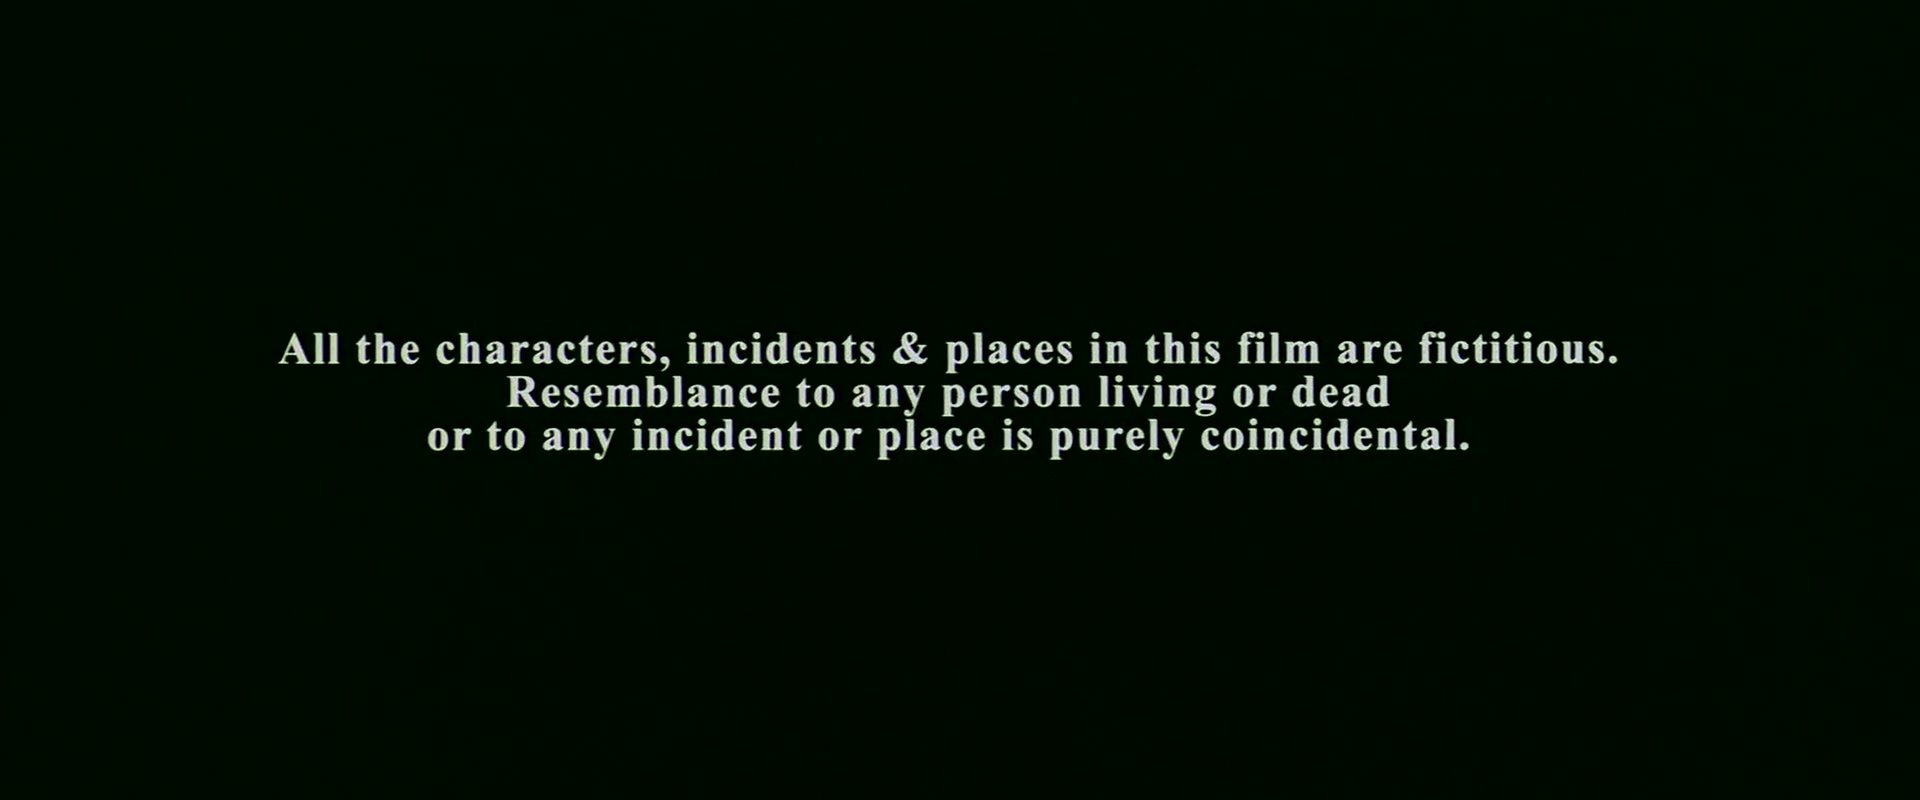 All the characters, incidents & places in this film are fictitious.
Resemblance to any person living or dead
or to any incident or place is purely coincidental.